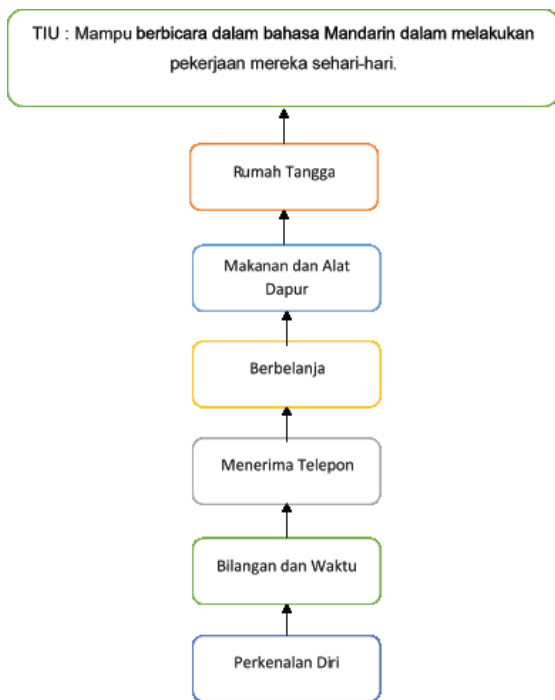 TIU : Mampu berbicara dalam bahasa Mandarin dalam melakukan
pekerjaan mereka sehari-hari.
Rumah Tangga
Makanan dan Alat
Dapur
Berbelanja
Menerima Telepon
Bilangan dan Waktu
Perkenalan Diri